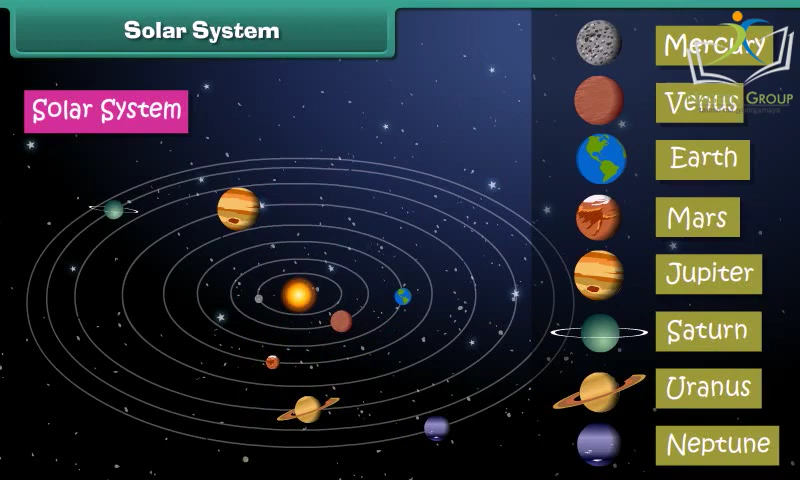 Solar System
Solar System
Mercury
Venus
Group
Earth
Mars
Jupiter
Saturn
Uranus
Neptune